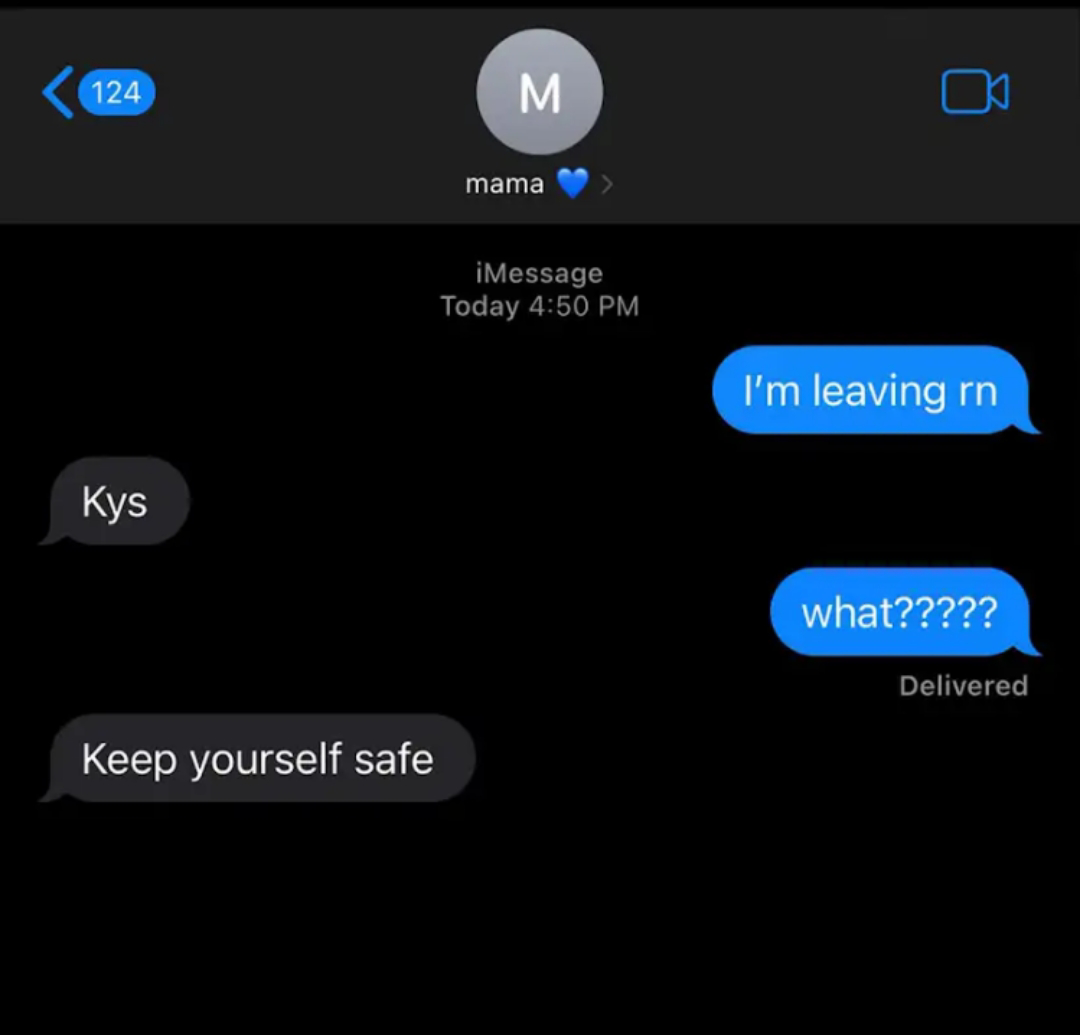 124
M
mama 💙 >
iMessage
Today 4:50 PM
I’m leaving rn
Kys
what?????
Delivered
Keep yourself safe